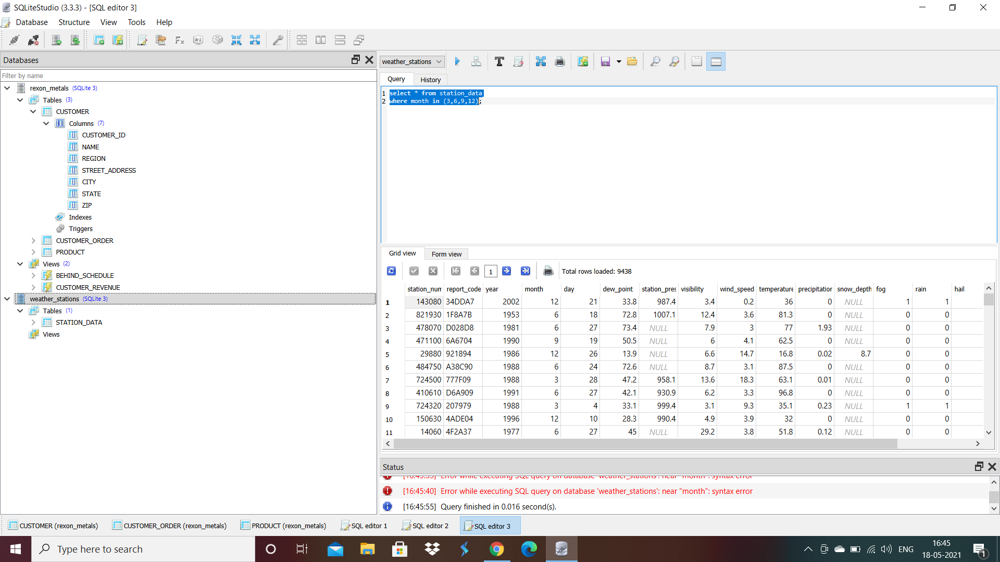 SQLiteStudio (3.3.3) - [SQL editor 3]
Database Structure View Tools Help
Databases
Filter by name
rexon_metals (SQLite 3)
Tables (3)
CUSTOMER
Columns (7)
CUSTOMER_ID
NAME
REGION
STREET_ADDRESS
CITY
STATE
ZIP
Indexes
Triggers
CUSTOMER_ORDER
PRODUCT
Views (2)
BEHIND_SCHEDULE
CUSTOMER_REVENUE
weather_stations (SQLite 3)
Tables (1)
STATION_DATA
Views
weather_stations
Query History
1 select * from station_data
2 where month in (3,6,9,12);
Grid view Form view
1 Total rows loaded: 9438
station_num report_code year month day dew_point station_pres visibility wind_speed temperature precipitation snow_depth fog rain hail
1 143080 34DDA7 2002 12 21 33.8 987.4 3.4 0.2 36 0 NULL 1 1
2 821930 1F8A7B 1953 6 18 72.8 1007.1 12.4 3.6 81.3 0 NULL 0 0
3 478070 D028D8 1981 6 27 73.4 NULL 7.9 3 77 1.93 NULL 0 0
4 471100 6A6704 1990 9 19 50.5 NULL 6 4.1 62.5 0 NULL 0 0
5 29880 921894 1986 12 26 13.9 NULL 6.6 14.7 16.8 0.02 8.7 0 0
6 484750 A38C90 1988 6 24 72.6 NULL 8.7 3.1 87.5 0 NULL 0 0
7 724500 777F09 1988 3 28 47.2 958.1 13.6 18.3 63.1 0.01 NULL 0 0
8 410610 D6A909 1991 6 27 42.1 930.9 6.2 3.3 96.8 0 NULL 0 0
9 724320 207979 1988 3 4 33.1 999.4 3.1 9.3 35.1 0.23 NULL 1 1
10 150630 4ADE04 1996 12 10 28.3 990.4 4.9 3.9 32 0 NULL 0 0
11 14060 4F2A37 1977 6 27 45 NULL 29.2 3.8 51.8 0.12 NULL 0 0
Status
Error while executing SQL query on database 'weather_stations': near "month": syntax error
[16:45:40] Error while executing SQL query on database 'weather_stations': near "month": syntax error
[16:45:55] Query finished in 0.016 second(s).
CUSTOMER (rexon_metals) CUSTOMER_ORDER (rexon_metals) PRODUCT (rexon_metals) SQL editor 1 SQL editor 2 SQL editor 3
Type here to search
ENG
16:45
18-05-2021
1